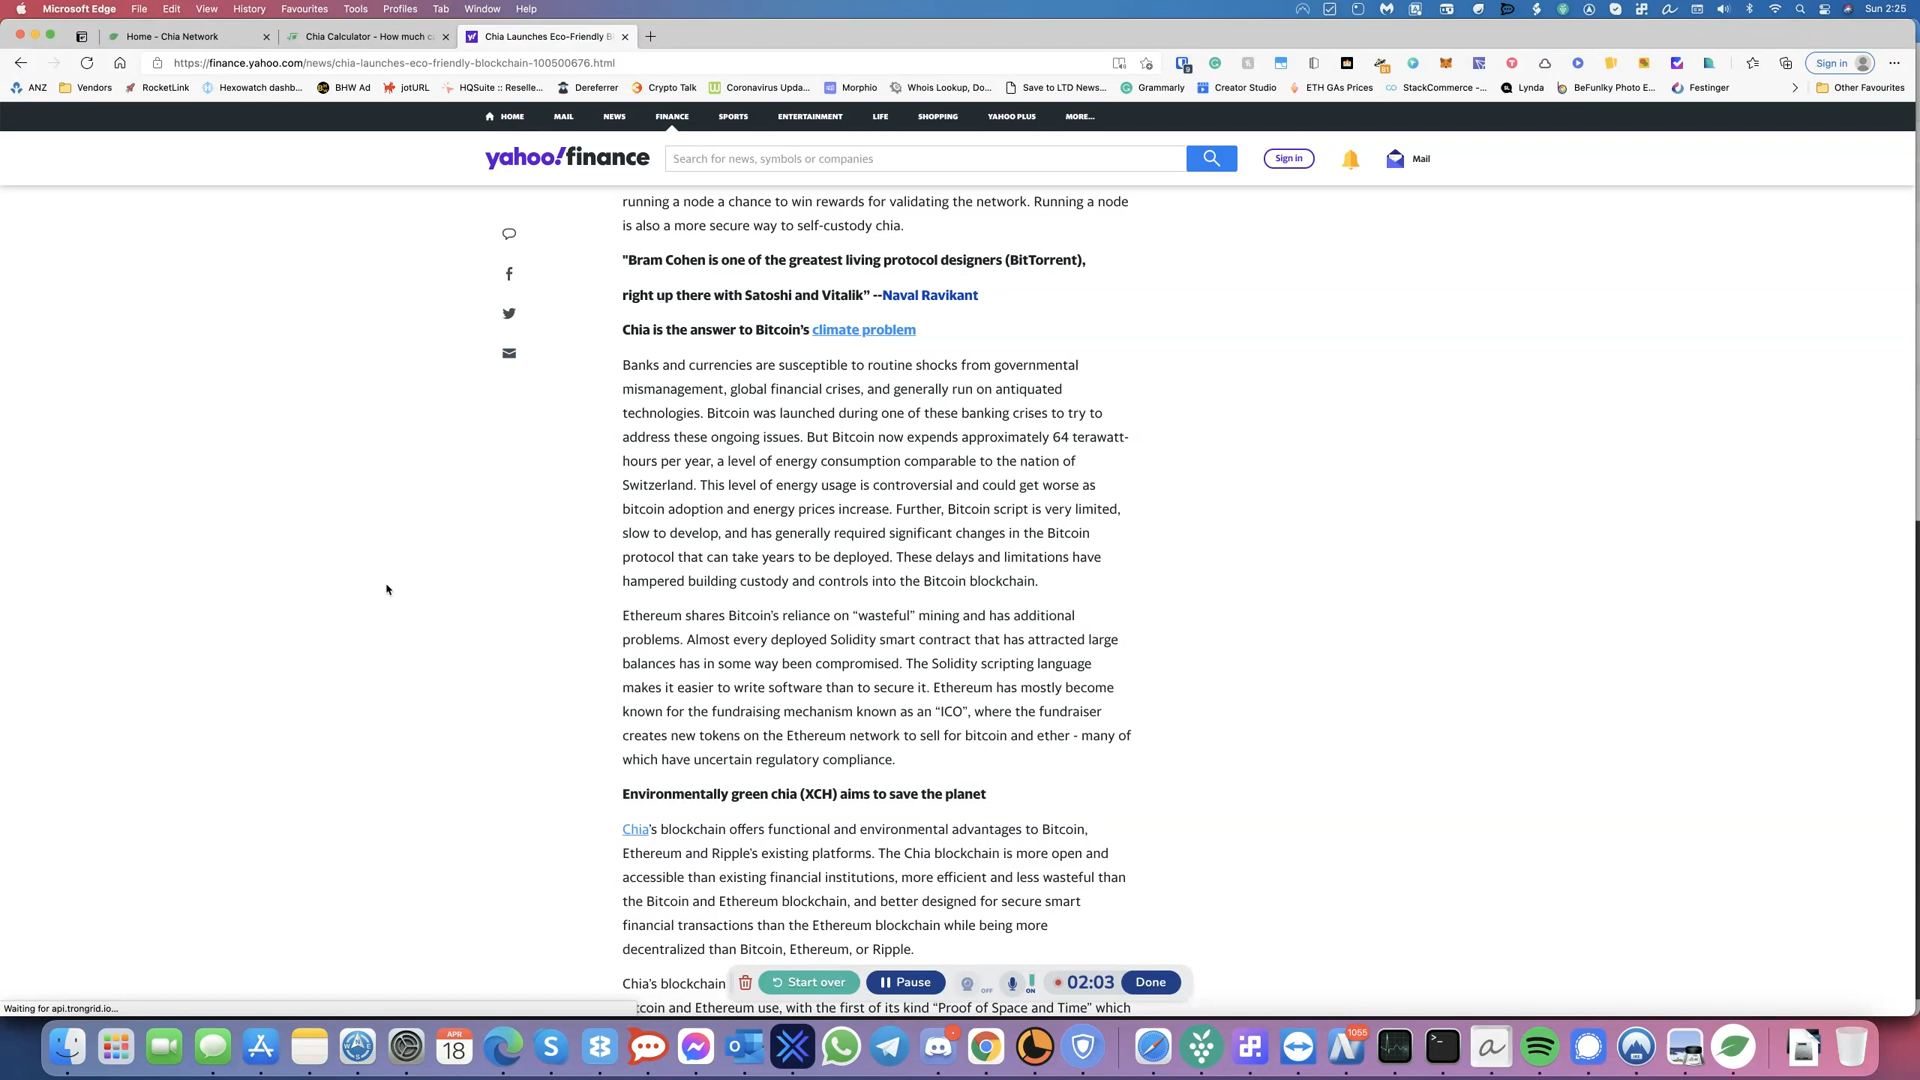 Microsoft Edge File Edit View History Favourites Tools Profiles Tab Window Help Sun 2:25
Home - Chia Network
Chia Calculator - How much c
Chia Launches Eco-Friendly B
https://finance.yahoo.com/news/chia-launches-eco-friendly-blockchain-100500676.html
Sign in
ANZ Vendors RocketLink Hexowatch dashb... BHW Ad jotURL HQSuite :: Reselle... Dereferrer Crypto Talk Coronavirus Upda... Morphio Whois Lookup, Do... Save to LTD News... Grammarly Creator Studio ETH GAs Prices StackCommerce -... Lynda BeFunlky Photo E... Festinger Other Favourites
HOME MAIL NEWS FINANCE SPORTS ENTERTAINMENT LIFE SHOPPING YAHOO PLUS MORE...
yahoo!finance
Search for news, symbols or companies
Sign in
Mail
running a node a chance to win rewards for validating the network. Running a node
is also a more secure way to self-custody chia.
"Bram Cohen is one of the greatest living protocol designers (BitTorrent),
right up there with Satoshi and Vitalik” --Naval Ravikant
Chia is the answer to Bitcoin’s climate problem
Banks and currencies are susceptible to routine shocks from governmental
mismanagement, global financial crises, and generally run on antiquated
technologies. Bitcoin was launched during one of these banking crises to try to
address these ongoing issues. But Bitcoin now expends approximately 64 terawatt-
hours per year, a level of energy consumption comparable to the nation of
Switzerland. This level of energy usage is controversial and could get worse as
bitcoin adoption and energy prices increase. Further, Bitcoin script is very limited,
slow to develop, and has generally required significant changes in the Bitcoin
protocol that can take years to be deployed. These delays and limitations have
hampered building custody and controls into the Bitcoin blockchain.
Ethereum shares Bitcoin’s reliance on “wasteful” mining and has additional
problems. Almost every deployed Solidity smart contract that has attracted large
balances has in some way been compromised. The Solidity scripting language
makes it easier to write software than to secure it. Ethereum has mostly become
known for the fundraising mechanism known as an “ICO”, where the fundraiser
creates new tokens on the Ethereum network to sell for bitcoin and ether - many of
which have uncertain regulatory compliance.
Environmentally green chia (XCH) aims to save the planet
Chia’s blockchain offers functional and environmental advantages to Bitcoin,
Ethereum and Ripple’s existing platforms. The Chia blockchain is more open and
accessible than existing financial institutions, more efficient and less wasteful than
the Bitcoin and Ethereum blockchain, and better designed for secure smart
financial transactions than the Ethereum blockchain while being more
decentralized than Bitcoin, Ethereum, or Ripple.
Chia’s blockchain
Start over Pause OFF ON 02:03 Done
Waiting for api.trongrid.io...
tcoin and Ethereum use, with the first of its kind “Proof of Space and Time” which
APR
18
1055